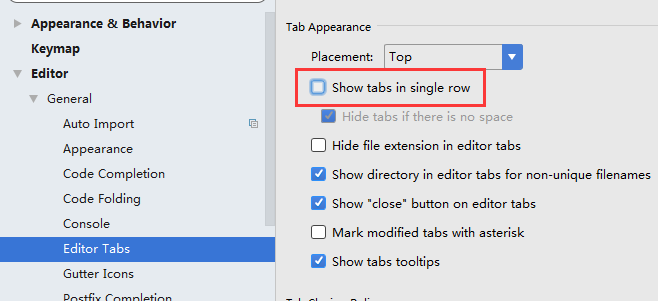 Appearance & Behavior
Keymap
Editor
General
Auto Import
Appearance
Code Completion
Code Folding
Console
Editor Tabs
Gutter Icons
Postfix Completion
Tab Appearance
Placement: Top
Show tabs in single row
Hide tabs if there is no space
Hide file extension in editor tabs
Show directory in editor tabs for non-unique filenames
Show "close" button on editor tabs
Mark modified tabs with asterisk
Show tabs tooltips
Tab Closing Policy